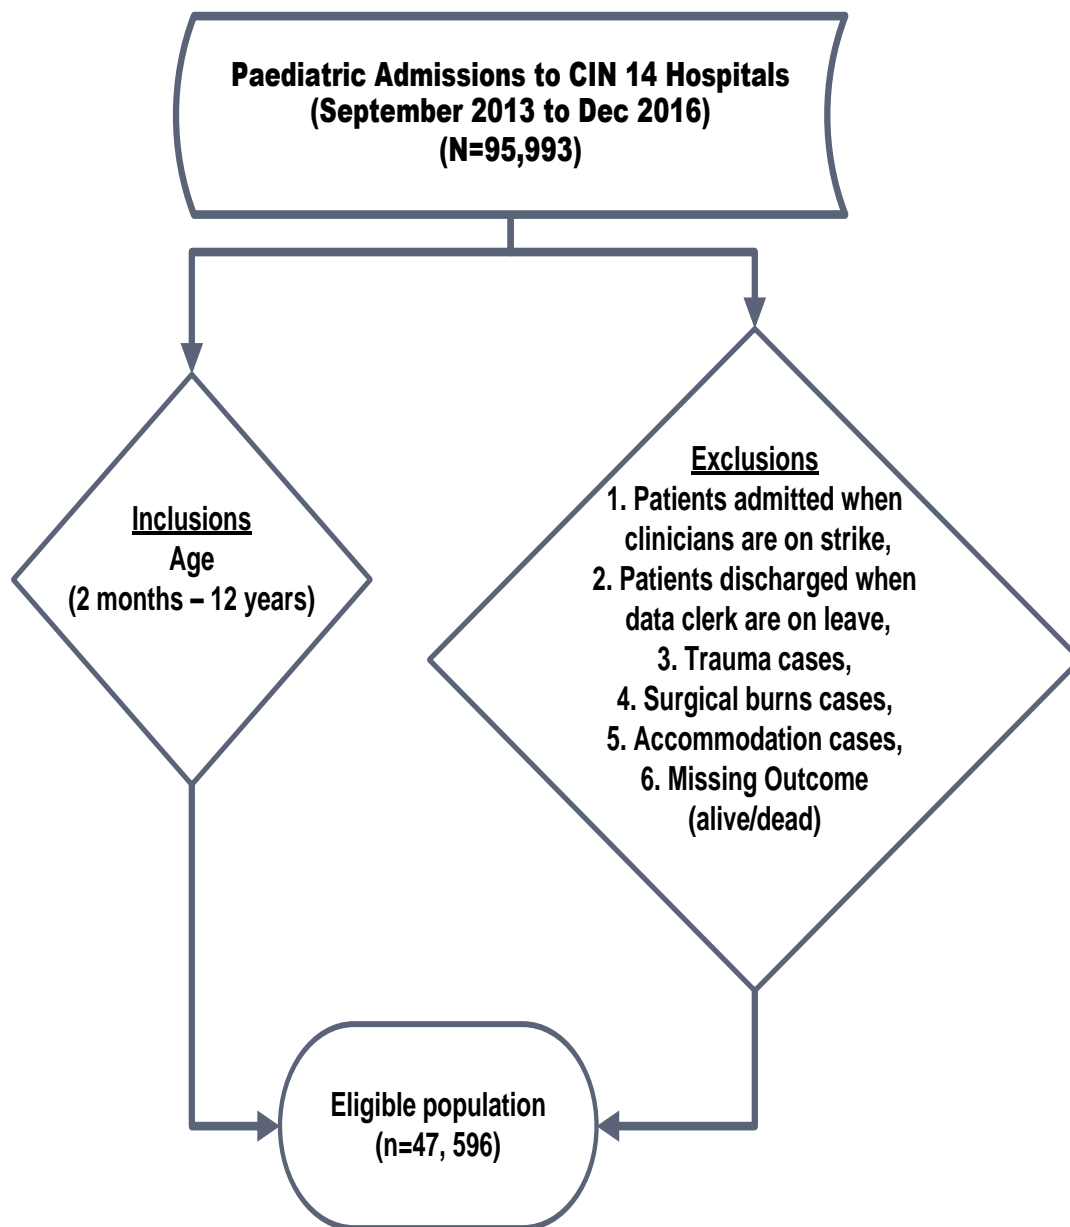 Paediatric Admissions to CIN 14 Hospitals
(September 2013 to Dec 2016)
(N=95,993)
Inclusions
Age
(2 months – 12 years)
Exclusions
1. Patients admitted when
clinicians are on strike,
2. Patients discharged when
data clerk are on leave,
3. Trauma cases,
4. Surgical burns cases,
5. Accommodation cases,
6. Missing Outcome
(alive/dead)
Eligible population
(n=47, 596)